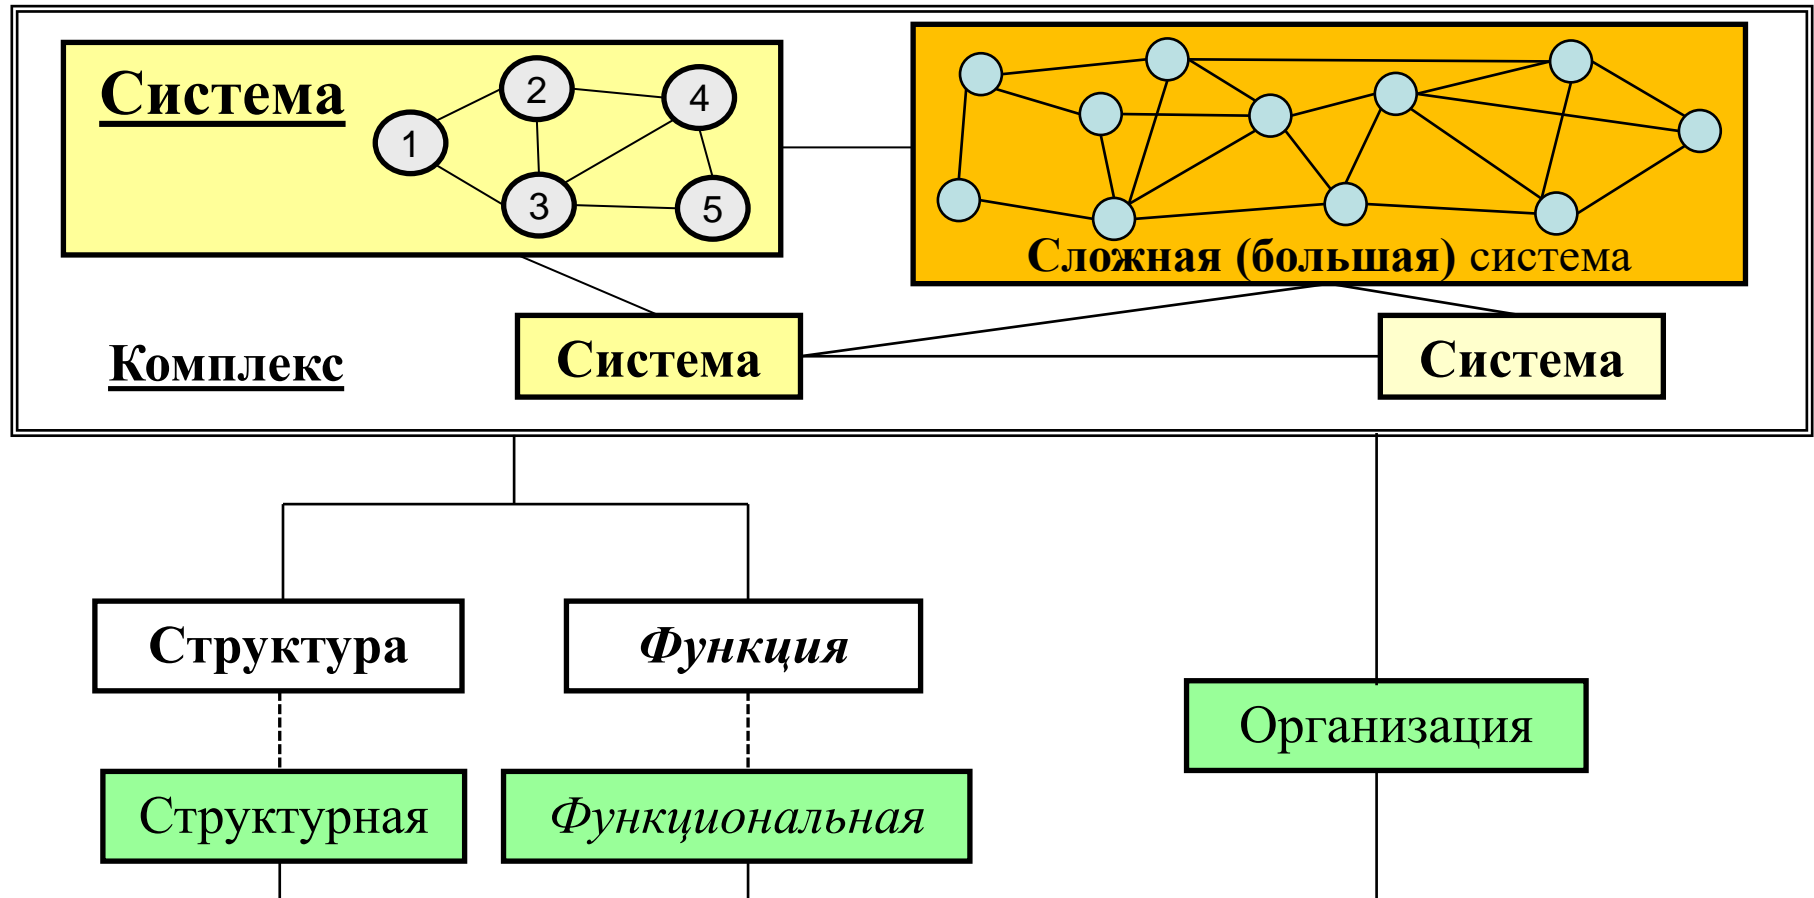 Система
1
2
3
4
5
Сложная (большая) система
Комплекс
Система
Система
Структура
Функция
Организация
Структурная
Функциональная